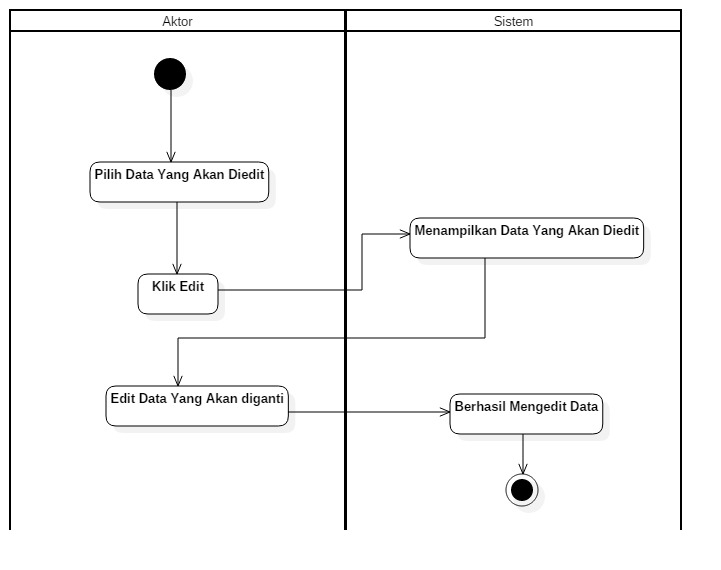 Aktor
Sistem
Pilih Data Yang Akan Diedit
Menampilkan Data Yang Akan Diedit
Klik Edit
Edit Data Yang Akan diganti
Berhasil Mengedit Data